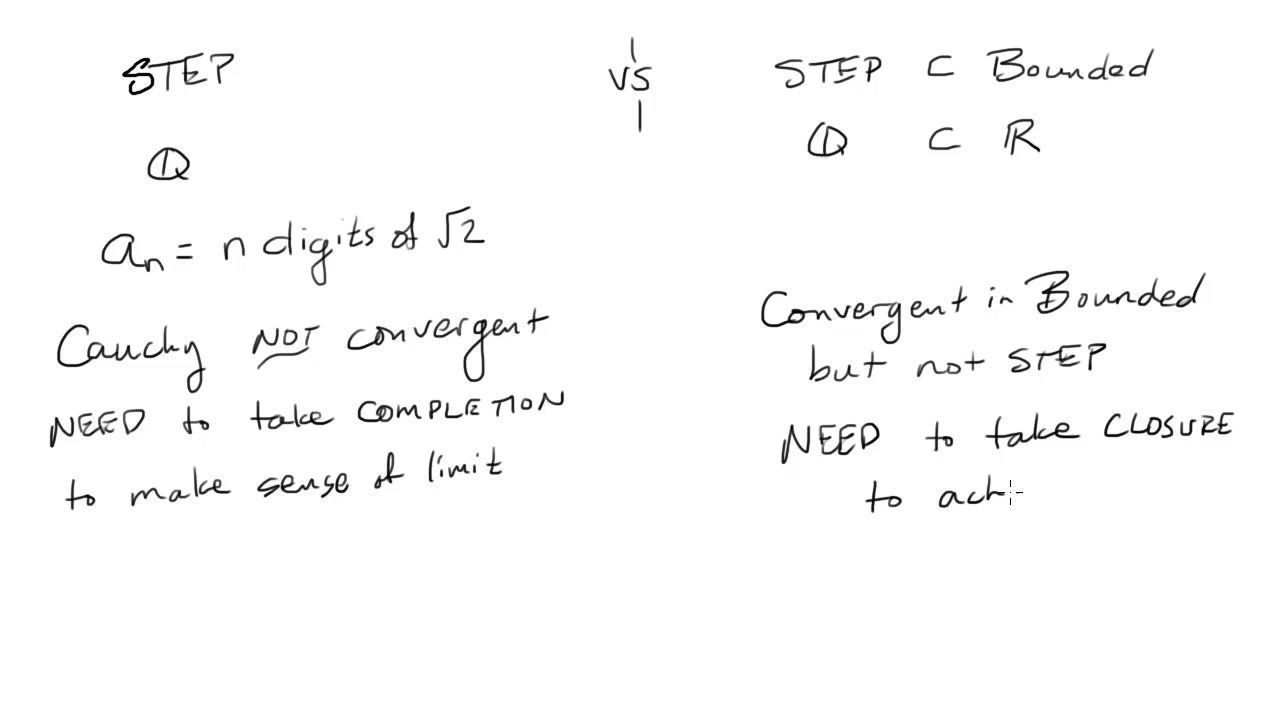 STEP
ℚ
aₙ = n digits of √2
Cauchy NOT convergent
NEED to take COMPLETION
to make sense of limit
VS
STEP ⊂ Bounded
ℚ ⊂ ℝ
Convergent in Bounded
but not STEP
NEED to take CLOSURE
to ach